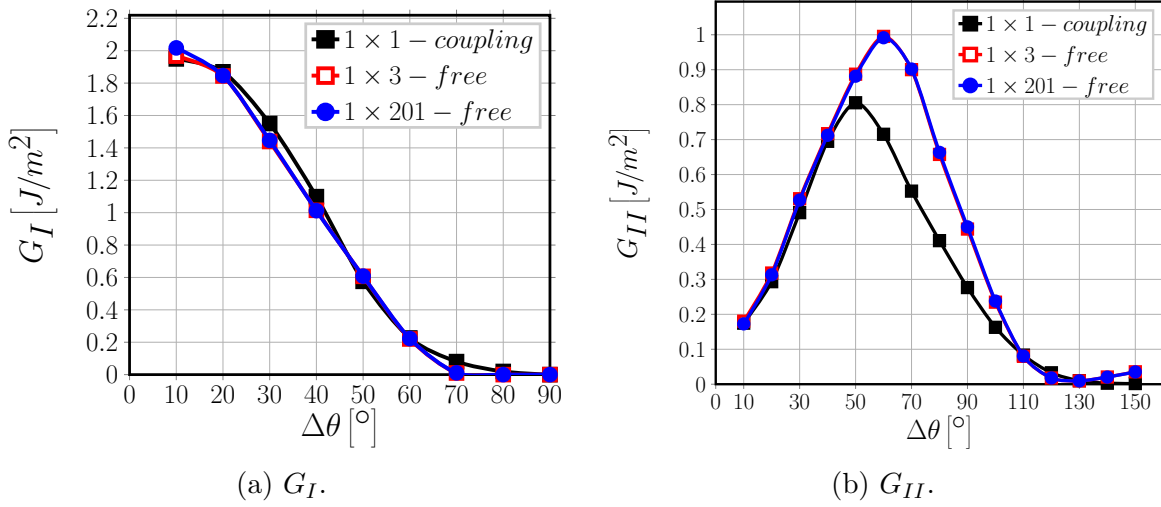 2.2
2
1.8
1.6
1.4
1.2
1
0.8
0.6
0.4
0.2
0
G_I [J/m^2]
1 × 1 − coupling
1 × 3 − free
1 × 201 − free
0 10 20 30 40 50 60 70 80 90
Δθ [°]
(a) G_I.
1
0.9
0.8
0.7
0.6
0.5
0.4
0.3
0.2
0.1
0
G_{II} [J/m^2]
1 × 1 − coupling
1 × 3 − free
1 × 201 − free
0 10 30 50 70 90 110 130 150
Δθ [°]
(b) G_{II}.